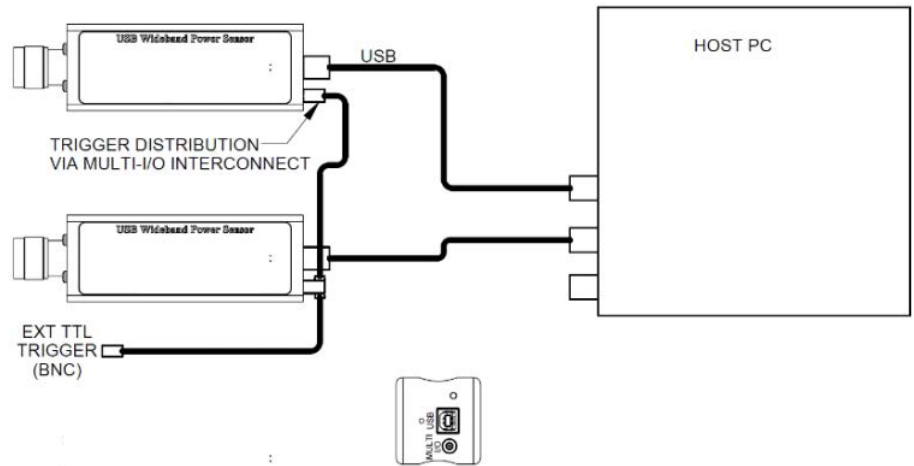 USB Wideband Power Sensor
:
USB
HOST PC
TRIGGER DISTRIBUTION
VIA MULTI-I/O INTERCONNECT
USB Wideband Power Sensor
:
EXT TTL
TRIGGER
(BNC)
USB
MULTI
I/O
: